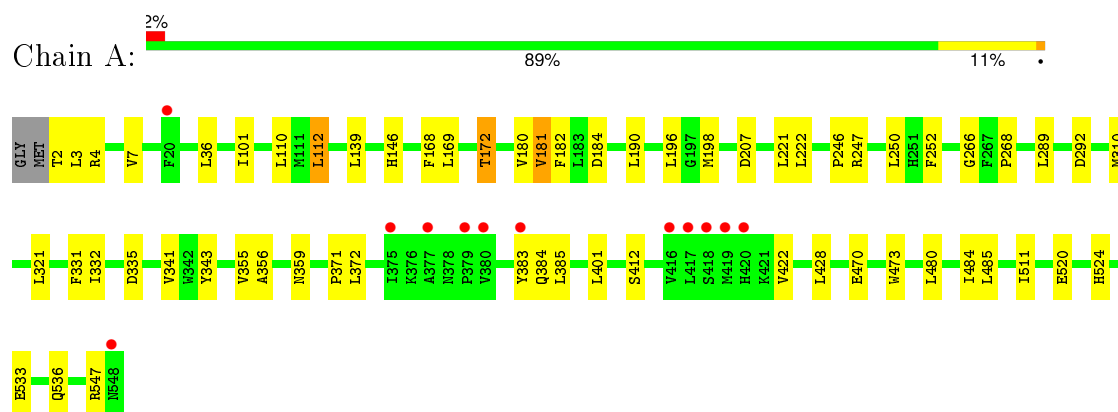 2%
Chain A:
89% 11% •
GLY MET T2 L3 R4 V7 F20 L36 I101 L110 M111 L112 L139 H146 F168 L169 T172 V180 V181 F182 L183 D184 L190 L196 G197 M198 D207 L221 L222 P246 R247 L250 H251 F252 G266 F267 P268 L289 D292 M310
L321 F331 I332 D335 V341 W342 Y343 V355 A356 N359 P371 L372 I375 K376 A377 N378 P379 V380 Y383 Q384 L385 L401 S412 V416 L417 S418 M419 H420 K421 V422 L428 E470 W473 L480 I484 L485 I511 E520 H524
E533 Q536 R547 N548